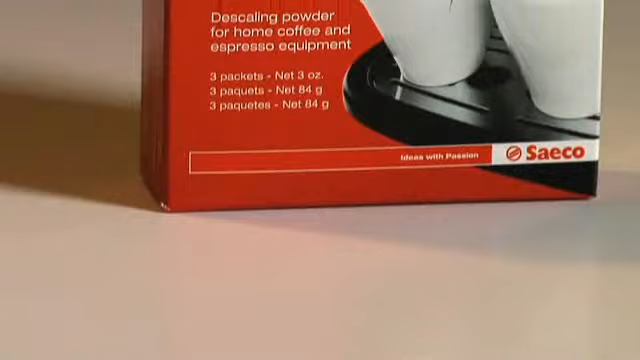 Descaling powder
for home coffee and
espresso equipment
3 packets - Net 3 oz.
3 paquets - Net 84 g
3 paquetes - Net 84 g
Ideas with Passion
Saeco